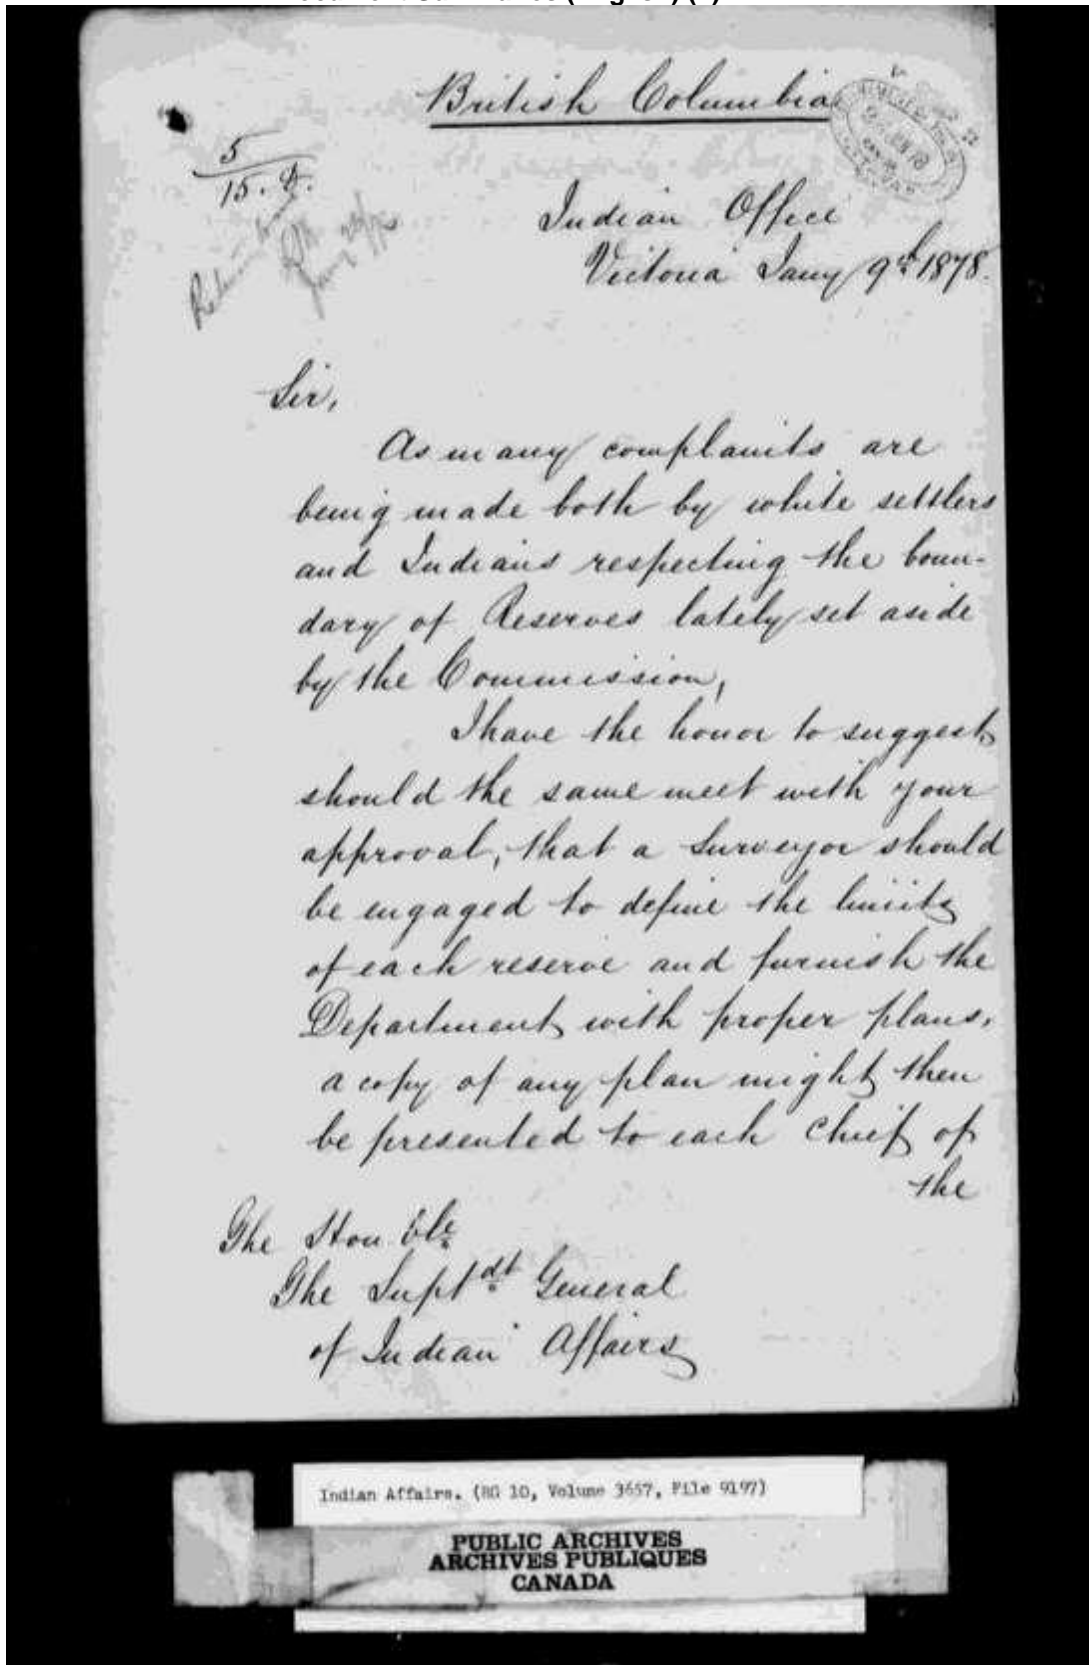 British Columbia
5
15. D.
Indian Office
Victoria Jany 9th 1878.
Sir,
As many complaints are
being made both by white settlers
and Indians respecting the boun-
dary of Reserves lately set aside
by the Commission,
I have the honor to suggest
should the same meet with your
approval, that a Surveyor should
be engaged to define the limits
of each reserve and furnish the
Department with proper plans.
a copy of any plan might then
be presented to each Chief of
the
The Hon ble
The Supt dt General
of Indian Affairs
Indian Affairs. (RG 10, Volume 3657, File 9197)
PUBLIC ARCHIVES
ARCHIVES PUBLIQUES
CANADA